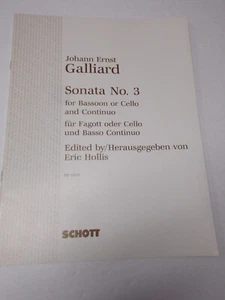 Johann Ernst
Galliard
Sonata No. 3
for Bassoon or Cello
and Continuo
für Fagott oder Cello
und Basso Continuo
Edited by/Herausgegeben von
Eric Hollis
SCHOTT